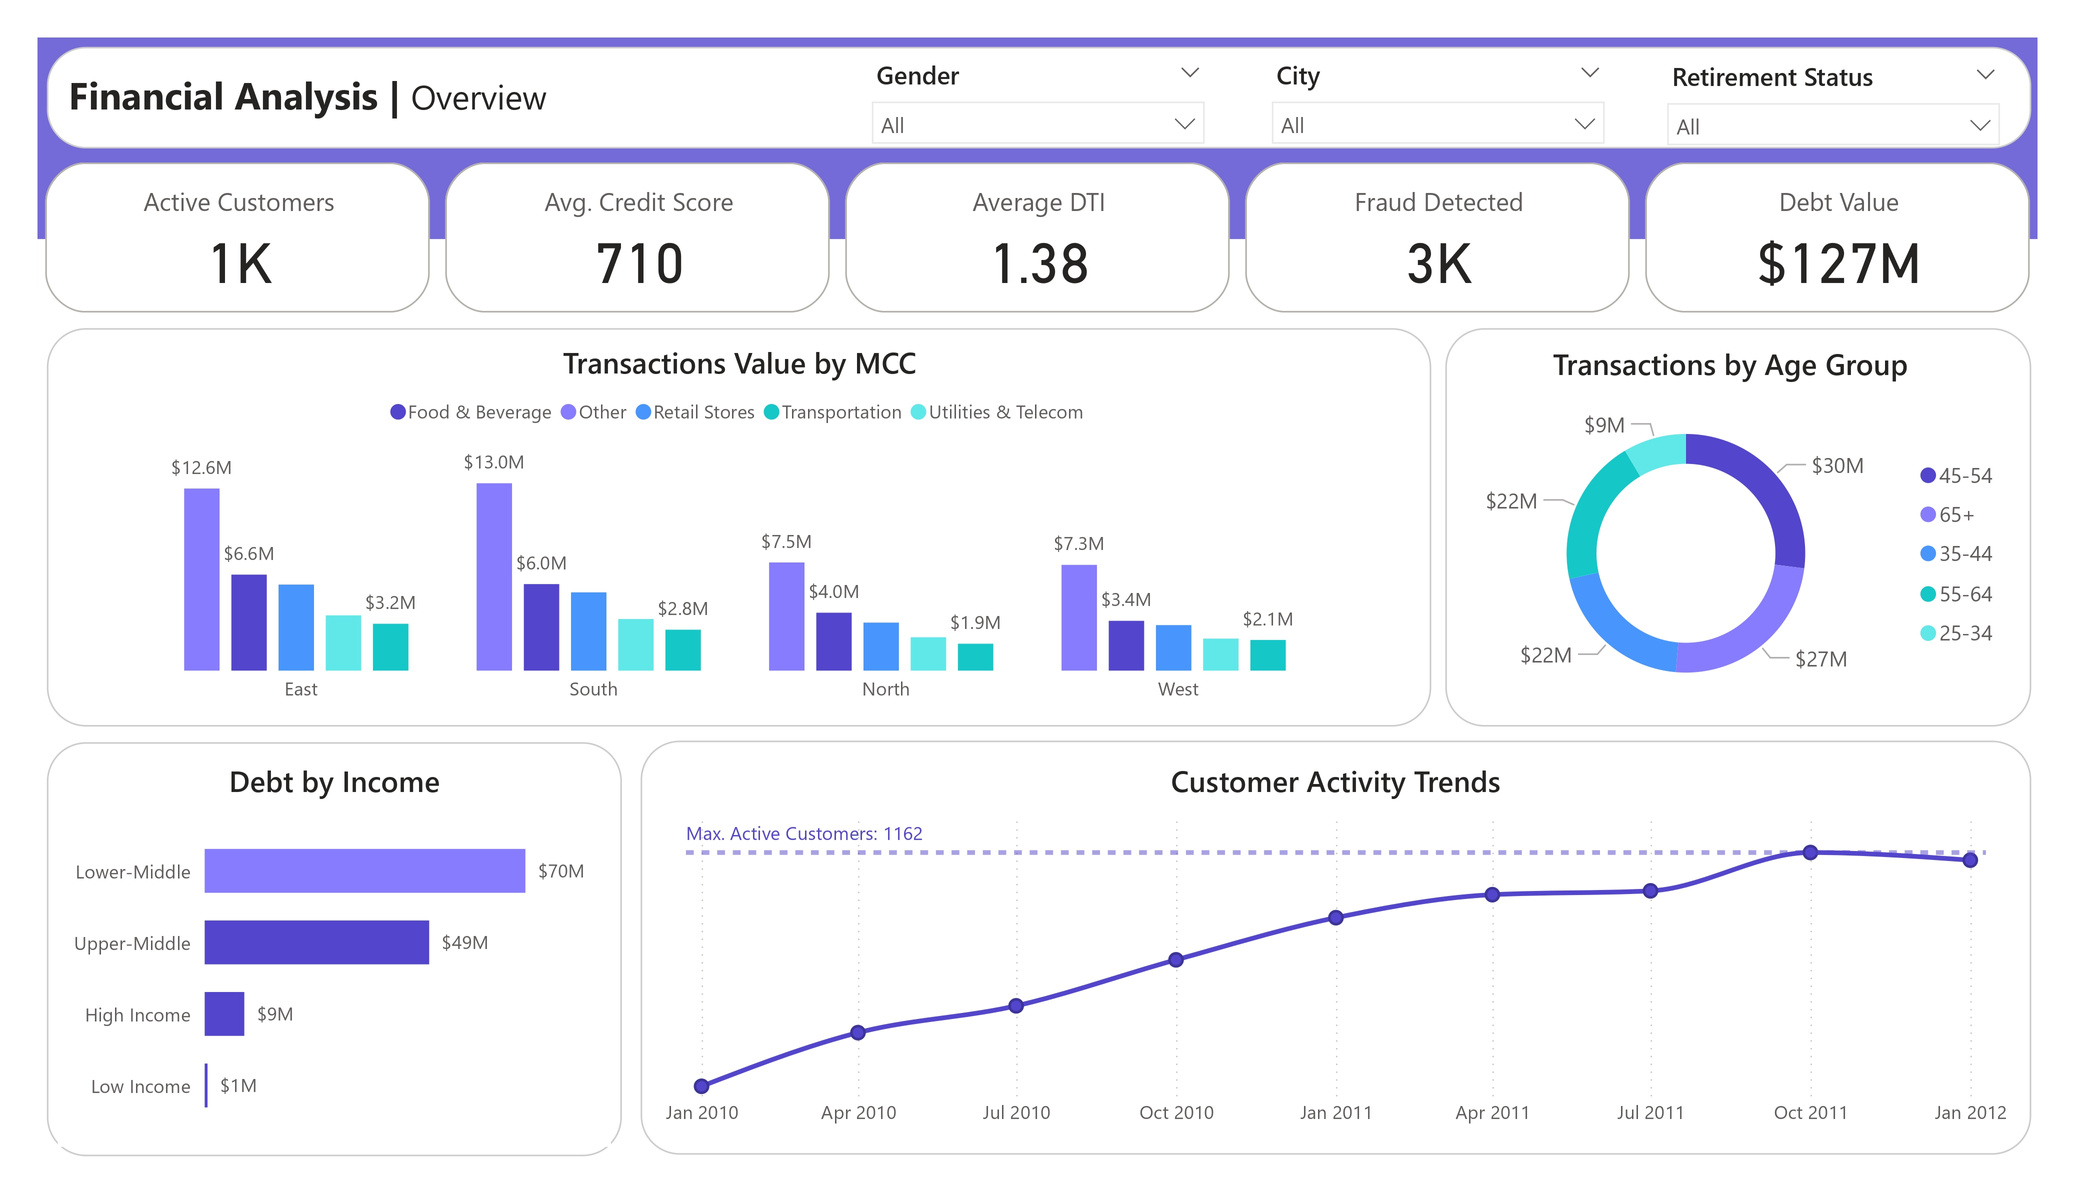 Financial Analysis | Overview
Gender
All
City
All
Retirement Status
All
Active Customers
1K
Avg. Credit Score
710
Average DTI
1.38
Fraud Detected
3K
Debt Value
$127M
Transactions Value by MCC
Food & Beverage Other Retail Stores Transportation Utilities & Telecom
$12.6M
$6.6M
$3.2M
$13.0M
$6.0M
$2.8M
$7.5M
$4.0M
$1.9M
$7.3M
$3.4M
$2.1M
East South North West
Transactions by Age Group
$9M
$30M
$22M
$22M
$27M
45-54
65+
35-44
55-64
25-34
Debt by Income
Lower-Middle $70M
Upper-Middle $49M
High Income $9M
Low Income $1M
Customer Activity Trends
Max. Active Customers: 1162
Jan 2010 Apr 2010 Jul 2010 Oct 2010 Jan 2011 Apr 2011 Jul 2011 Oct 2011 Jan 2012